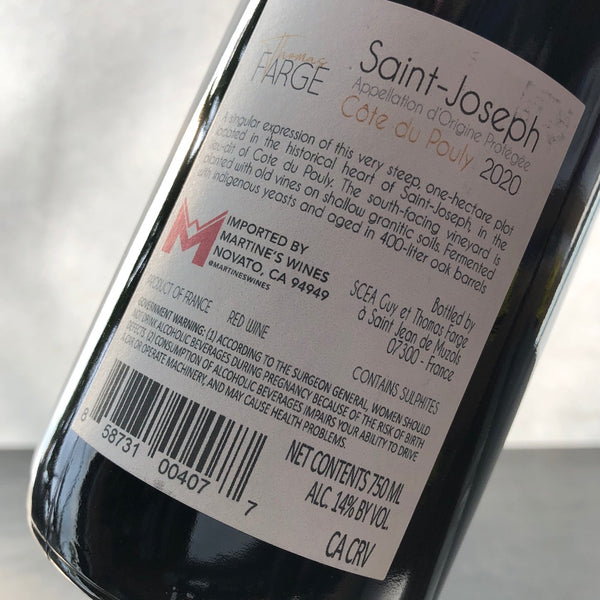 Thomas
FARGE
Saint-Joseph
Appellation d'Origine Protégée
Côte du Pouly 2020
A singular expression of this very steep, one-hectare plot
located in the historical heart of Saint-Joseph, in the
lieu-dit of Côte du Pouly. The south-facing vineyard is
planted with old vines on shallow granitic soils. Fermented
with indigenous yeasts and aged in 400-liter oak barrels
IMPORTED BY
MARTINE'S WINES
NOVATO, CA 94949
@MARTINESWINES
Bottled by
SCEA Guy et Thomas Farge
à Saint Jean de Muzols
07300 - France
PRODUCT OF FRANCE RED WINE
CONTAINS SULPHITES
GOVERNMENT WARNING: (1) ACCORDING TO THE SURGEON GENERAL, WOMEN SHOULD
NOT DRINK ALCOHOLIC BEVERAGES DURING PREGNANCY BECAUSE OF THE RISK OF BIRTH
DEFECTS. (2) CONSUMPTION OF ALCOHOLIC BEVERAGES IMPAIRS YOUR ABILITY TO DRIVE
A CAR OR OPERATE MACHINERY, AND MAY CAUSE HEALTH PROBLEMS.
8 58731 00407 7
NET CONTENTS 750 ML
ALC. 14% BY VOL.
CA CRV